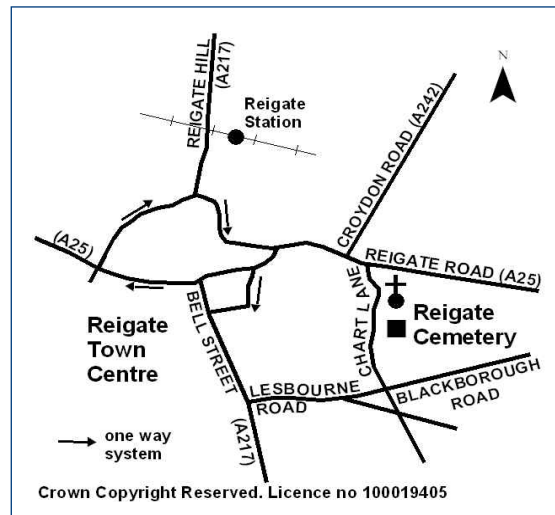 N
REIGATE HILL
(A217)
Reigate
Station
CROYDON ROAD (A242)
(A25)
REIGATE ROAD (A25)
CHART LANE
Reigate
Cemetery
Reigate
Town
Centre
BELL STREET
(A217)
LESBOURNE
ROAD
BLACKBOROUGH
ROAD
one way
system
Crown Copyright Reserved. Licence no 100019405